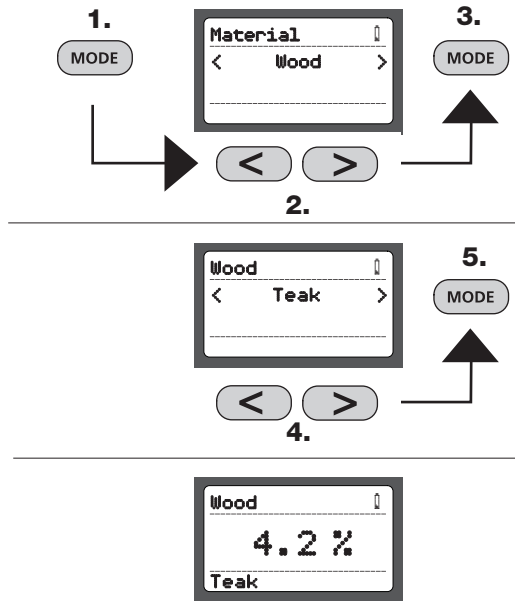 1.
MODE
Material
< Wood >
3.
MODE
< >
2.
Wood
< Teak >
5.
MODE
< >
4.
Wood
4.2 %
Teak